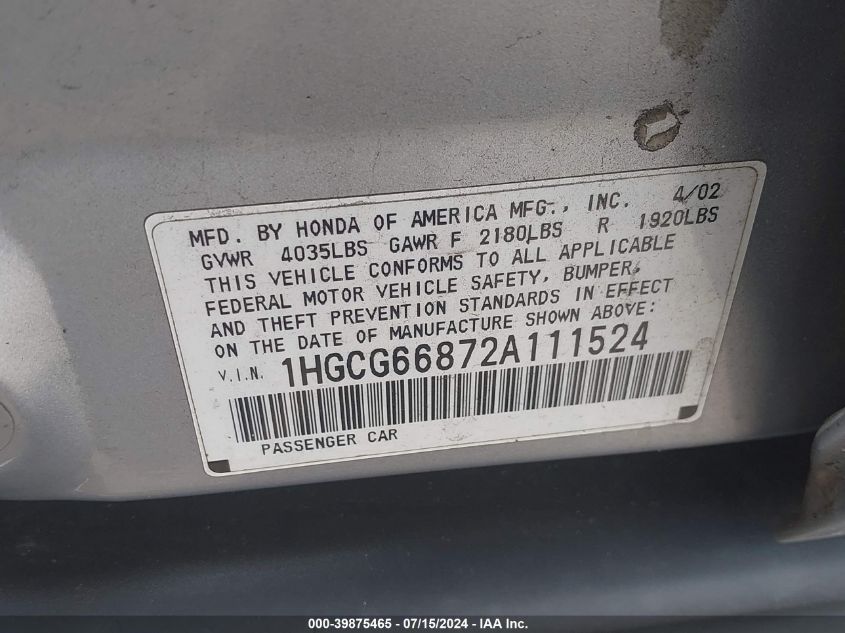 MFD. BY HONDA OF AMERICA MFG., INC. 4/02
GVWR 4035LBS GAWR F 2180LBS R 1920LBS
THIS VEHICLE CONFORMS TO ALL APPLICABLE
FEDERAL MOTOR VEHICLE SAFETY, BUMPER,
AND THEFT PREVENTION STANDARDS IN EFFECT
ON THE DATE OF MANUFACTURE SHOWN ABOVE:
V.I.N. 1HGCG66872A111524
PASSENGER CAR
000-39875465 - 07/15/2024 - IAA Inc.